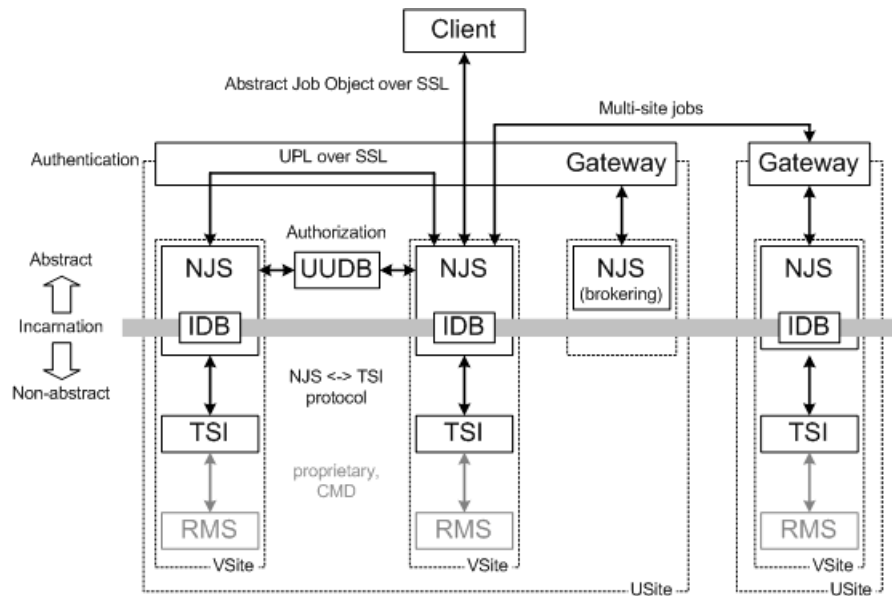 Client
Abstract Job Object over SSL
Multi-site jobs
Authentication
UPL over SSL
Gateway
Gateway
Authorization
Abstract
NJS
UUDB
NJS
NJS
(brokering)
NJS
Incarnation
IDB
IDB
IDB
Non-abstract
NJS <-> TSI
protocol
TSI
TSI
TSI
proprietary,
CMD
RMS
RMS
RMS
VSite
VSite
VSite
USite
USite